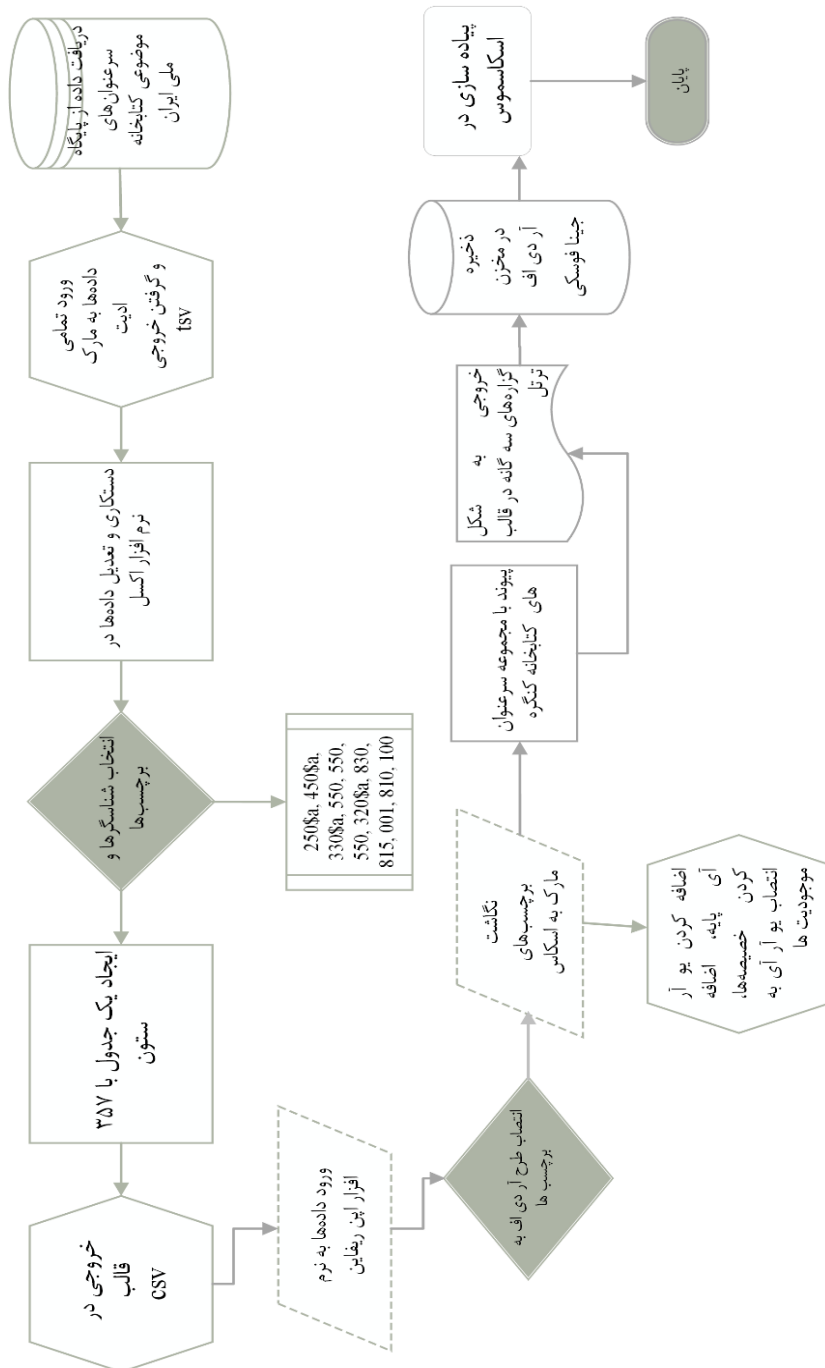 دریافت داده از پایگاه
سرعنوان‌های
موضوعی کتابخانه
ملی ایران
ورود تمامی
داده‌ها به مارک
ادیت
و گرفتن خروجی
tsv
دستکاری و تعدیل داده‌ها در
نرم افزار اکسل
انتخاب شناسگرها و
برچسب‌ها
250$a, 450$a,
330$a, 550, 550,
550, 320$a, 830,
815, 001, 810, 100
ایجاد یک جدول با ۳۵۷
ستون
خروجی در
قالب
csv
ورود داده‌ها به نرم
افزار اپن ریفاین
انتصاب طرح آر دی اف به
برچسب ها
نگاشت
برچسب‌های
مارک به اسکاس
اضافه کردن یو آر
آی پایه، اضافه
کردن خصیصه‌ها،
انتصاب یو آر آی به
موجودیت ها
پیوند با مجموعه سرعنوان
های کتابخانه کنگره
خروجی به شکل
گزاره‌های سه گانه در قالب
ترتل
ذخیره
در مخزن
آر دی اف
جینا فوسکی
پیاده سازی در
اسکاسموس
پایان